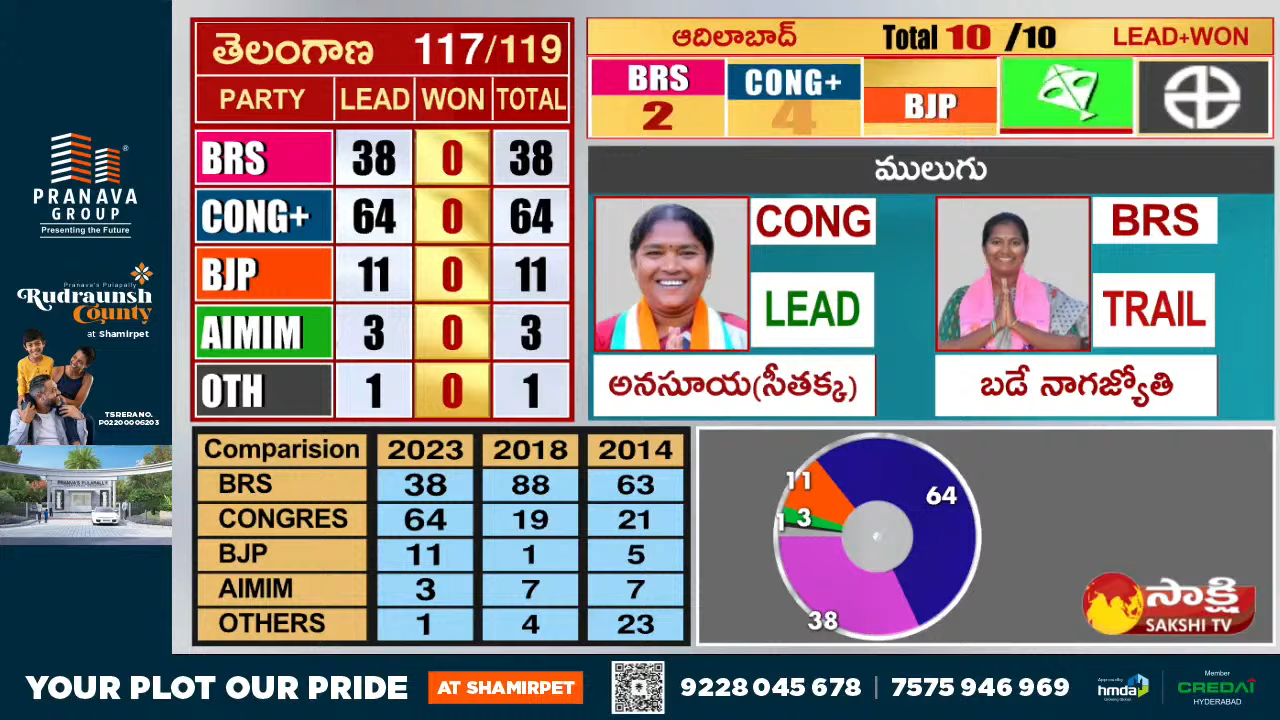 తెలంగాణ 117/119
PARTY LEAD WON TOTAL
BRS 38 0 38
CONG+ 64 0 64
BJP 11 0 11
AIMIM 3 0 3
OTH 1 0 1
ఆదిలాబాద్ Total 10 /10 LEAD+WON
BRS CONG+ BJP
2 4
ములుగు
CONG
LEAD
అనసూయ(సీతక్క)
BRS
TRAIL
బడే నాగజ్యోతి
Comparision 2023 2018 2014
BRS 38 88 63
CONGRES 64 19 21
BJP 11 1 5
AIMIM 3 7 7
OTHERS 1 4 23
11
64
1 3
38
సాక్షి
SAKSHI TV
PRANAVA
GROUP
Presenting the Future
Pranava's Pulapally
Rudraunsh
County
at Shamirpet
TSRERANO.
P02200006203
PRANAVA'S PULAPALLY
YOUR PLOT OUR PRIDE AT SHAMIRPET 9228 045 678 | 7575 946 969
Approved by
hmda
Member
CREDAI
HYDERABAD